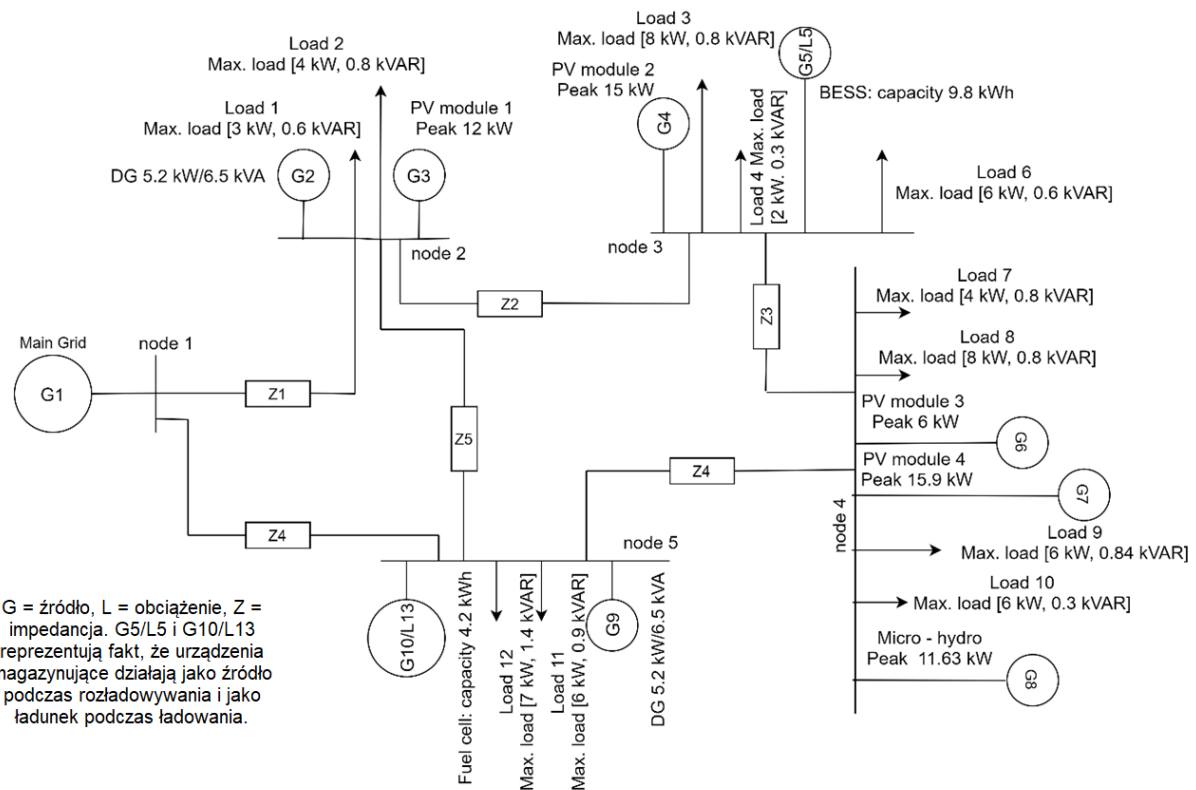 Load 3
Max. load [8 kW, 0.8 kVAR]
Load 2
Max. load [4 kW, 0.8 kVAR]
PV module 2
Peak 15 kW
G5/L5
BESS: capacity 9.8 kWh
Load 1
Max. load [3 kW, 0.6 kVAR]
PV module 1
Peak 12 kW
G4
Load 4 Max. load
[2 kW. 0.3 kVAR]
DG 5.2 kW/6.5 kVA
G2
G3
Load 6
Max. load [6 kW, 0.6 kVAR]
node 2
node 3
Load 7
Max. load [4 kW, 0.8 kVAR]
Z2
Z3
Load 8
Max. load [8 kW, 0.8 kVAR]
Main Grid
node 1
G1
Z1
PV module 3
Peak 6 kW
G6
Z5
Z4
PV module 4
Peak 15.9 kW
G7
node 4
Z4
node 5
Load 9
Max. load [6 kW, 0.84 kVAR]
Load 10
Max. load [6 kW, 0.3 kVAR]
Micro - hydro
Peak 11.63 kW
G8
G10/L13
Fuel cell: capacity 4.2 kWh
Load 12
Max. load [7 kW, 1.4 kVAR]
Load 11
Max. load [6 kW, 0.9 kVAR]
G9
DG 5.2 kW/6.5 kVA
G = źródło, L = obciążenie, Z =
impedancja. G5/L5 i G10/L13
reprezentują fakt, że urządzenia
magazynujące działają jako źródło
podczas rozładowywania i jako
ładunek podczas ładowania.